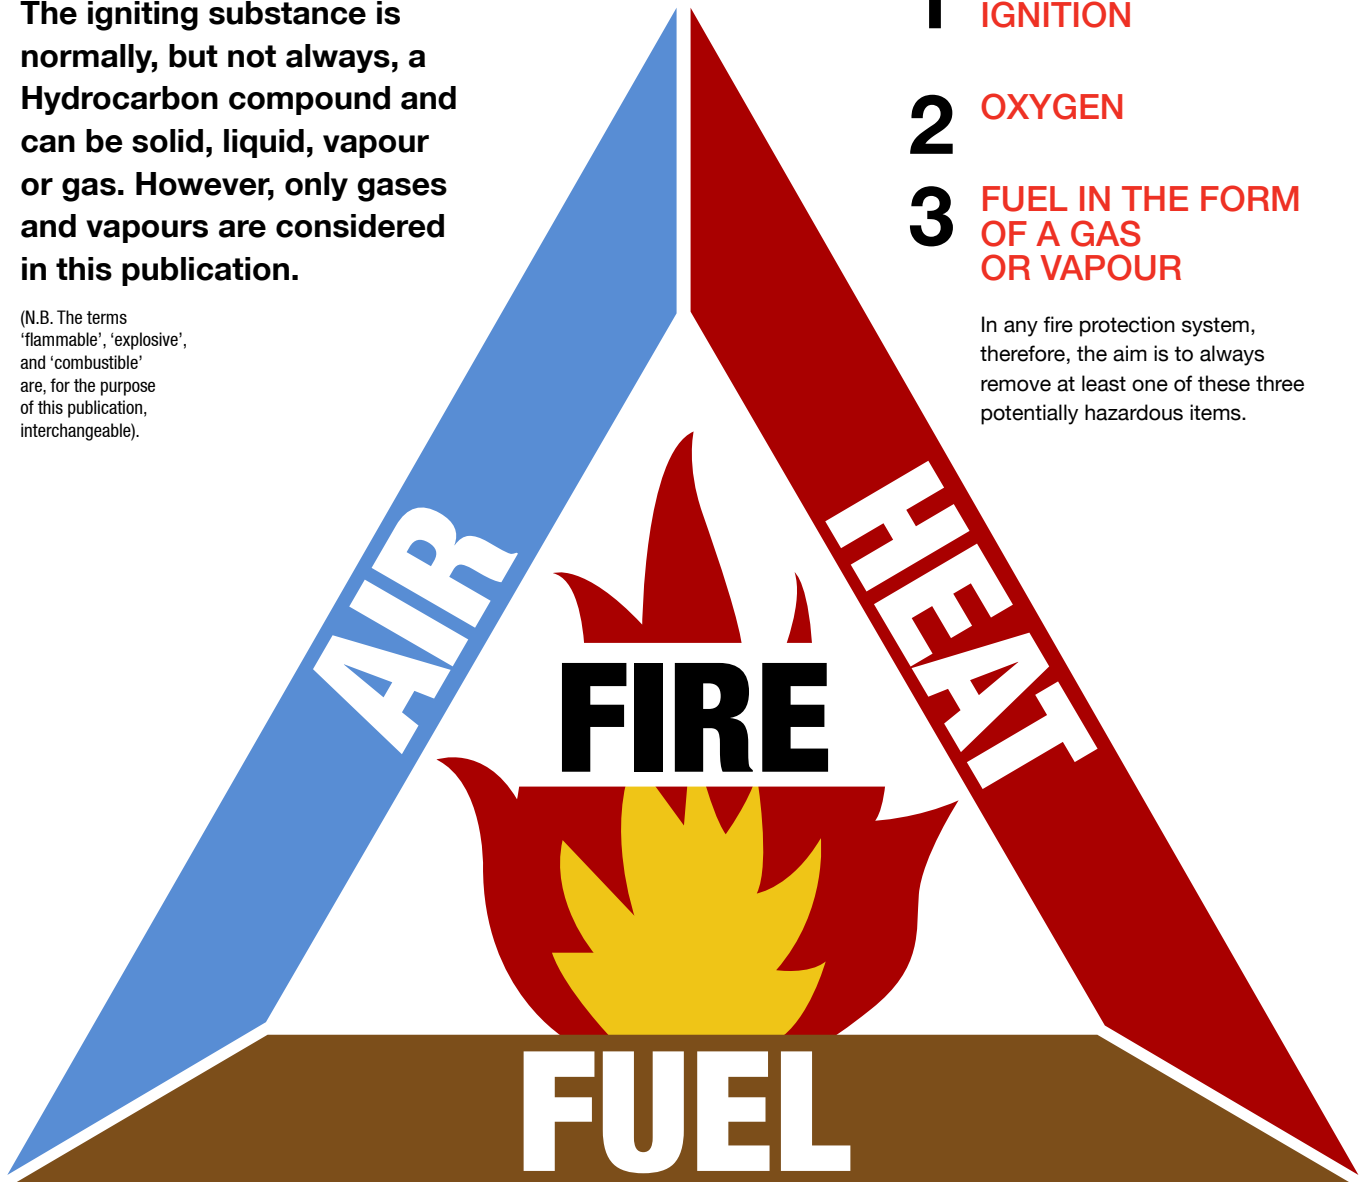 The igniting substance is
normally, but not always, a
Hydrocarbon compound and
can be solid, liquid, vapour
or gas. However, only gases
and vapours are considered
in this publication.
(N.B. The terms
‘flammable’, ‘explosive’,
and ‘combustible’
are, for the purpose
of this publication,
interchangeable).
1 IGNITION
2 OXYGEN
3 FUEL IN THE FORM
OF A GAS
OR VAPOUR
In any fire protection system,
therefore, the aim is to always
remove at least one of these three
potentially hazardous items.
AIR
HEAT
FIRE
FUEL